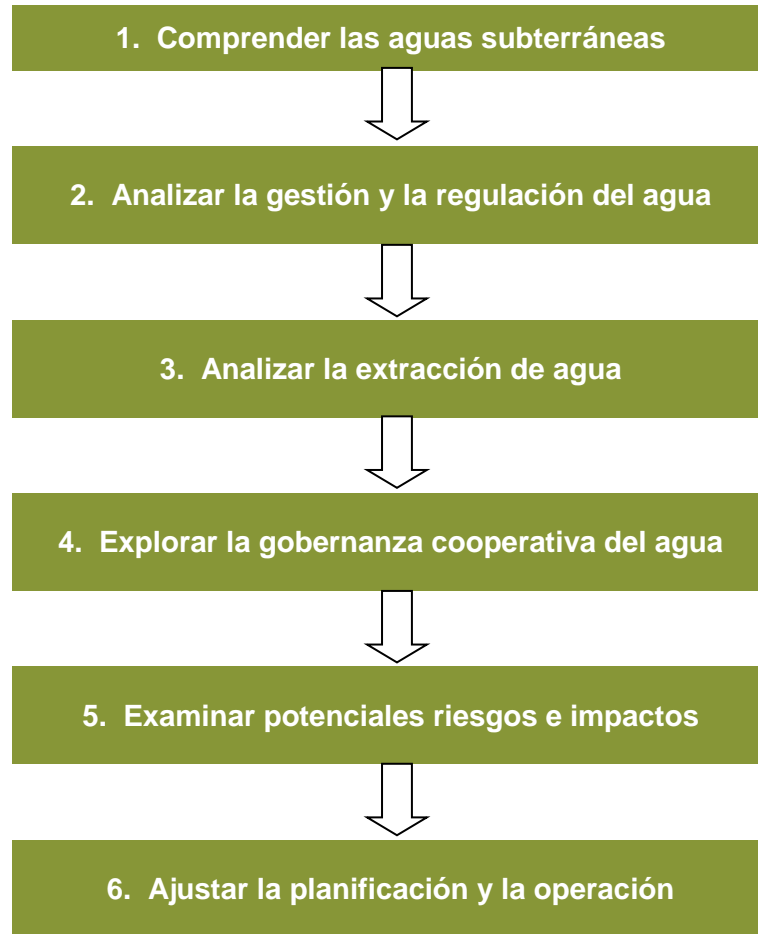 1. Comprender las aguas subterráneas
2. Analizar la gestión y la regulación del agua
3. Analizar la extracción de agua
4. Explorar la gobernanza cooperativa del agua
5. Examinar potenciales riesgos e impactos
6. Ajustar la planificación y la operación